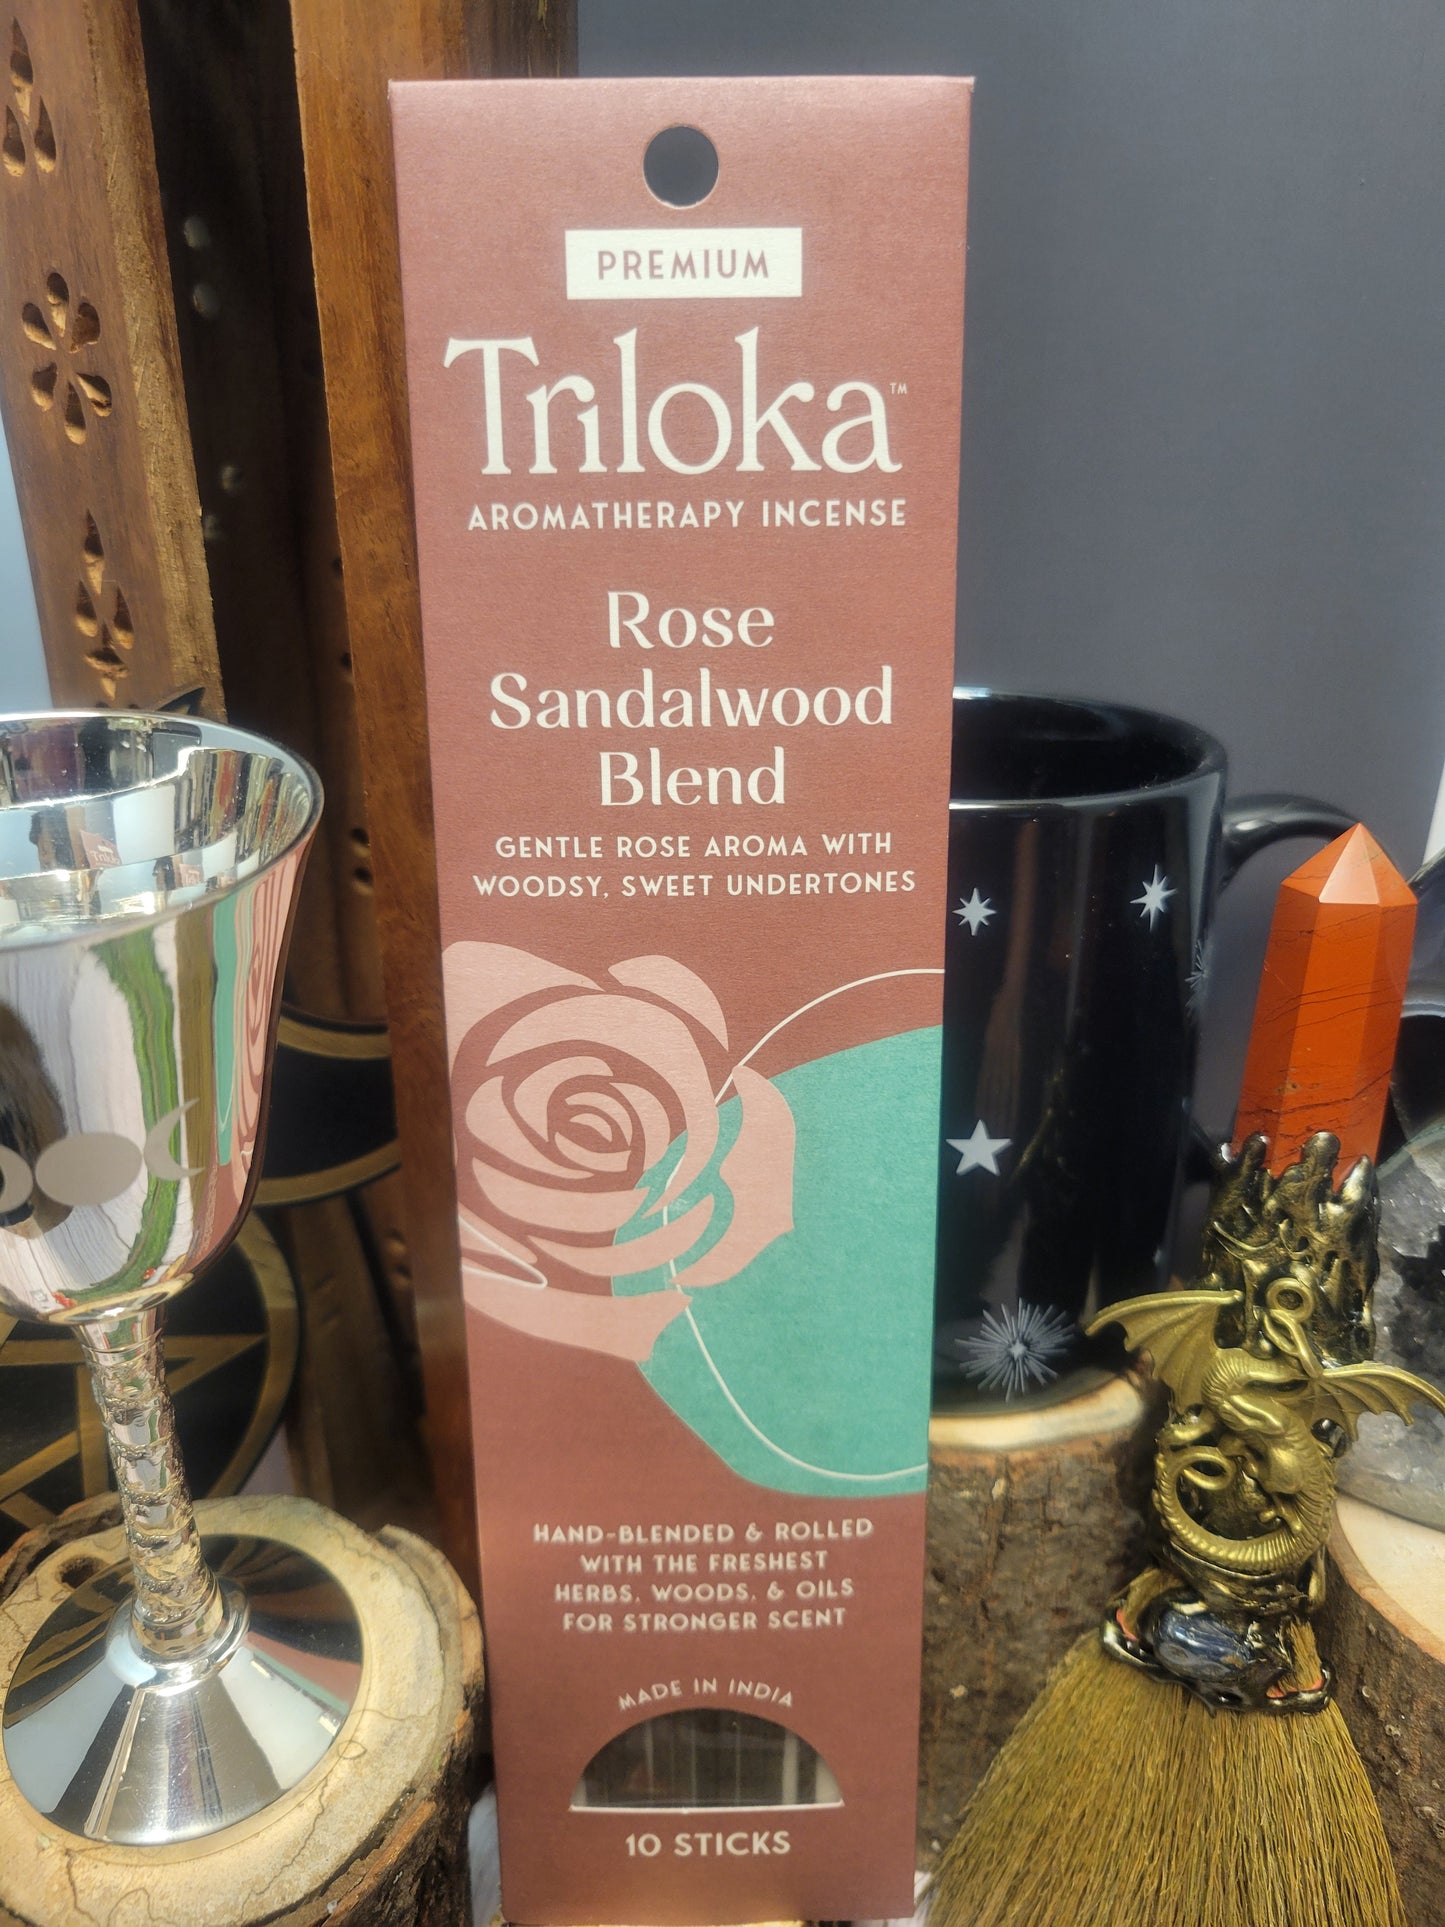 PREMIUM
Triloka™
AROMATHERAPY INCENSE
Rose
Sandalwood
Blend
GENTLE ROSE AROMA WITH
WOODSY, SWEET UNDERTONES
HAND-BLENDED & ROLLED
WITH THE FRESHEST
HERBS, WOODS, & OILS
FOR STRONGER SCENT
MADE IN INDIA
10 STICKS